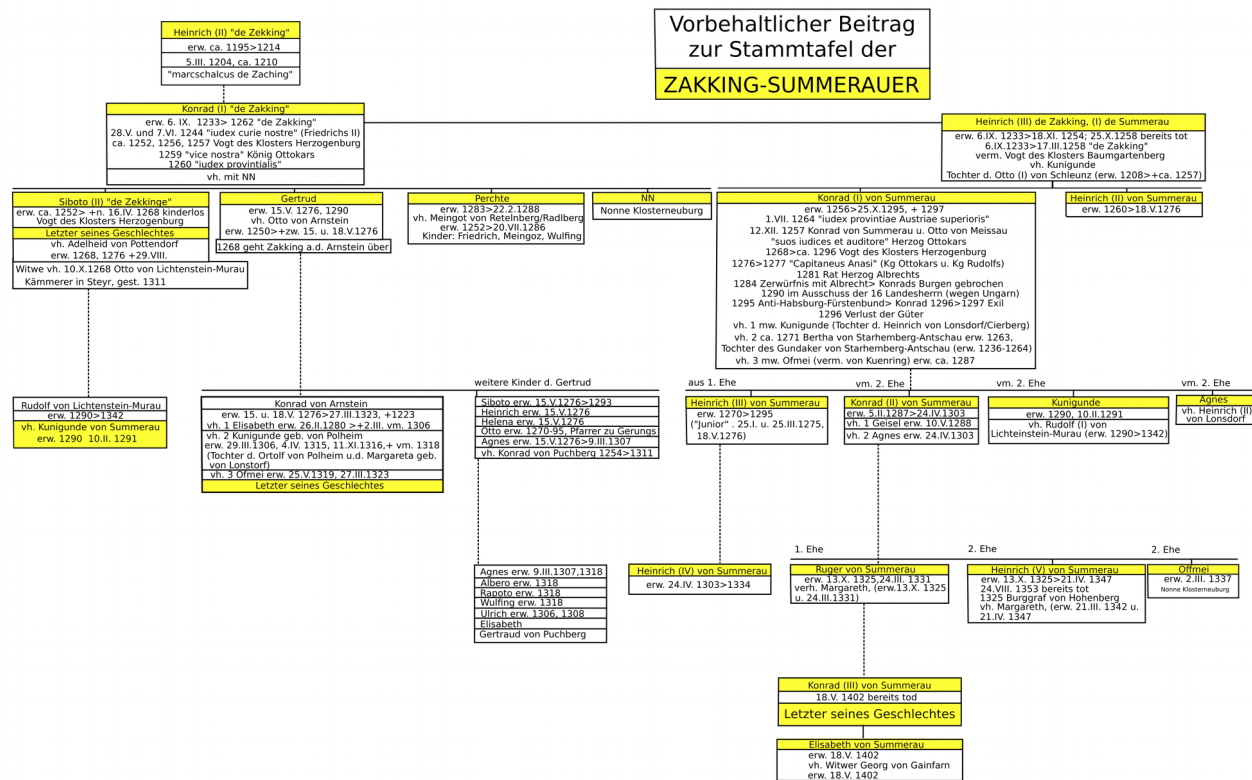 Vorbehaltlicher Beitrag
zur Stammtafel der
ZAKKING-SUMMERAUER
Heinrich (II) "de Zekking"
erw. ca. 1195>1214
5.III. 1204, ca. 1210
"marcschalcus de Zaching"
Konrad (I) "de Zakking"
erw. 6. IX. 1233> 1262 "de Zakking"
28.V. und 7.VI. 1244 "iudex curie nostre" (Friedrichs II)
ca. 1252, 1256, 1257 Vogt des Klosters Herzogenburg
1259 "vice nostra" König Ottokars
1260 "iudex provintialis"
vh. mit NN
Heinrich (III) de Zakking, (I) de Summerau
erw. 6.IX. 1233>18.XI. 1254; 25.X.1258 bereits tot
6.IX.1233>17.III.1258 "de Zakking"
verm. Vogt des Klosters Baumgartenberg
vh. Kunigunde
Tochter d. Otto (I) von Schleunz (erw. 1208>+ca. 1257)
Siboto (II) "de Zekkinge"
erw. ca. 1252> +n. 16.IV. 1268 kinderlos
Vogt des Klosters Herzogenburg
Letzter seines Geschlechtes
vh. Adelheid von Pottendorf
erw. 1268, 1276 +29.VIII.
Witwe vh. 10.X.1268 Otto von Lichtenstein-Murau
Kämmerer in Steyr, gest. 1311
Gertrud
erw. 15.V. 1276, 1290
vh. Otto von Arnstein
erw. 1250>+zw. 15. u. 18.V.1276
1268 geht Zakking a.d. Arnstein über
Perchte
erw. 1283>22.2.1288
vh. Meingot von Retelnberg/Radlberg
erw. 1252>20.VII.1286
Kinder: Friedrich, Meingoz, Wulfing
NN
Nonne Klosterneuburg
Konrad (I) von Summerau
erw. 1256>25.X.1295, + 1297
1.VII. 1264 "iudex provintiae Austriae superioris"
12.XII. 1257 Konrad von Summerau u. Otto von Meissau
"suos iudices et auditore" Herzog Ottokars
1268>ca. 1296 Vogt des Klosters Herzogenburg
1276>1277 "Capitaneus Anasi" (Kg Ottokars u. Kg Rudolfs)
1281 Rat Herzog Albrechts
1284 Zerwürfnis mit Albrecht> Konrads Burgen gebrochen
1290 im Ausschuss der 16 Landesherrn (wegen Ungarn)
1295 Anti-Habsburg-Fürstenbund> Konrad 1296>1297 Exil
1296 Verlust der Güter
vh. 1 mw. Kunigunde (Tochter d. Heinrich von Lonsdorf/Cierberg)
vh. 2 ca. 1271 Bertha von Starhemberg-Antschau erw. 1263,
Tochter des Gundaker von Starhemberg-Antschau (erw. 1236-1264)
vh. 3 mw. Ofmei (verm. von Kuenring) erw. ca. 1287
Heinrich (II) von Summerau
erw. 1260>18.V.1276
Rudolf von Lichtenstein-Murau
erw. 1290>1342
vh. Kunigunde von Summerau
erw. 1290 10.II. 1291
Konrad von Arnstein
erw. 15. u. 18.V. 1276>27.III.1323, +1223
vh. 1 Elisabeth erw. 26.II.1280 >+2.III. vm. 1306
vh. 2 Kunigunde geb. von Polheim
erw. 29.III.1306, 4.IV. 1315, 11.XI.1316,+ vm. 1318
(Tochter d. Ortolf von Polheim u.d. Margareta geb.
von Lonstorf)
vh. 3 Ofmei erw. 25.V.1319, 27.III.1323
Letzter seines Geschlechtes
weitere Kinder d. Gertrud
Siboto erw. 15.V.1276>1293
Heinrich erw. 15.V.1276
Helena erw. 15.V.1276
Otto erw. 1270-95, Pfarrer zu Gerungs
Agnes erw. 15.V.1276>9.III.1307
vh. Konrad von Puchberg 1254>1311
aus 1. Ehe
Heinrich (III) von Summerau
erw. 1270>1295
("Junior" . 25.I. u. 25.III.1275,
18.V.1276)
vm. 2. Ehe
Konrad (II) von Summerau
erw. 5.II.1287>24.IV.1303
vh. 1 Geisel erw. 10.V.1288
vh. 2 Agnes erw. 24.IV.1303
vm. 2. Ehe
Kunigunde
erw. 1290, 10.II.1291
vh. Rudolf (I) von
Lichteinstein-Murau (erw. 1290>1342)
vm. 2. Ehe
Agnes
vh. Heinrich (II)
von Lonsdorf
Agnes erw. 9.III.1307,1318
Albero erw. 1318
Rapoto erw. 1318
Wulfing erw. 1318
Ulrich erw. 1306, 1308
Elisabeth
Gertraud von Puchberg
Heinrich (IV) von Summerau
erw. 24.IV. 1303>1334
1. Ehe
Ruger von Summerau
erw. 13.X. 1325,24.III. 1331
verh. Margareth, (erw.13.X. 1325
u. 24.III.1331)
2. Ehe
Heinrich (V) von Summerau
erw. 13.X. 1325>21.IV. 1347
24.VIII. 1353 bereits tot
1325 Burggraf von Hohenberg
vh. Margareth, (erw. 21.III. 1342 u.
21.IV. 1347
2. Ehe
Offmei
erw. 2.III. 1337
Nonne Klosterneuburg
Konrad (III) von Summerau
18.V. 1402 bereits tod
Letzter seines Geschlechtes
Elisabeth von Summerau
erw. 18.V. 1402
vh. Witwer Georg von Gainfarn
erw. 18.V. 1402